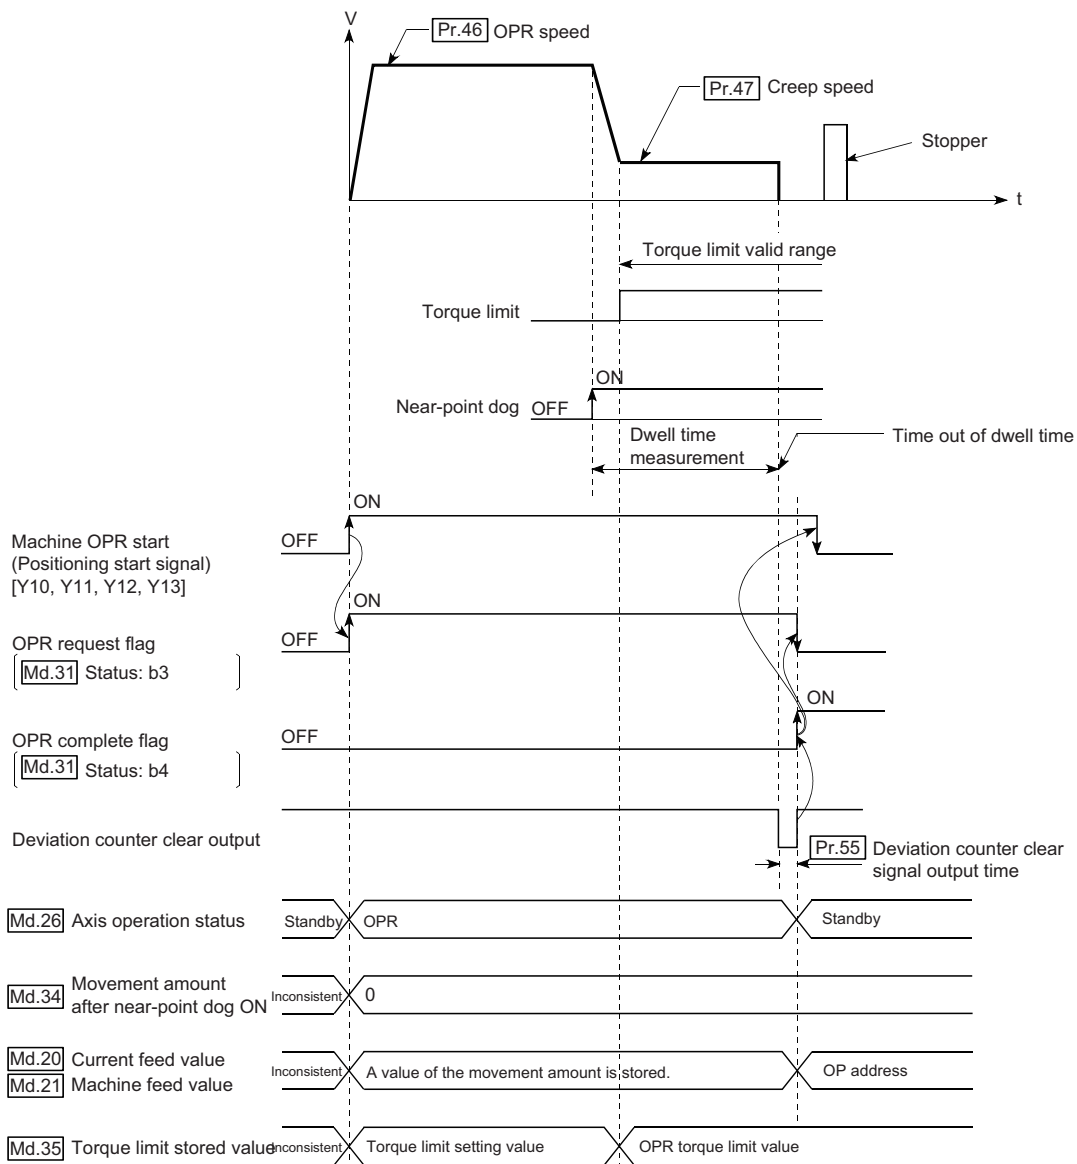 V
Pr.46 OPR speed
Pr.47 Creep speed
Stopper
t
Torque limit valid range
Torque limit
ON
Near-point dog OFF
Dwell time
measurement
Time out of dwell time
ON
Machine OPR start
(Positioning start signal)
[Y10, Y11, Y12, Y13]
OFF
ON
OPR request flag
OFF
Md.31 Status: b3
ON
OPR complete flag
OFF
Md.31 Status: b4
Deviation counter clear output
Pr.55 Deviation counter clear
signal output time
Md.26 Axis operation status
Standby
OPR
Standby
Md.34 Movement amount
after near-point dog ON
Inconsistent
0
Md.20 Current feed value
Md.21 Machine feed value
Inconsistent
A value of the movement amount is stored.
OP address
Md.35 Torque limit stored value
Inconsistent
Torque limit setting value
OPR torque limit value